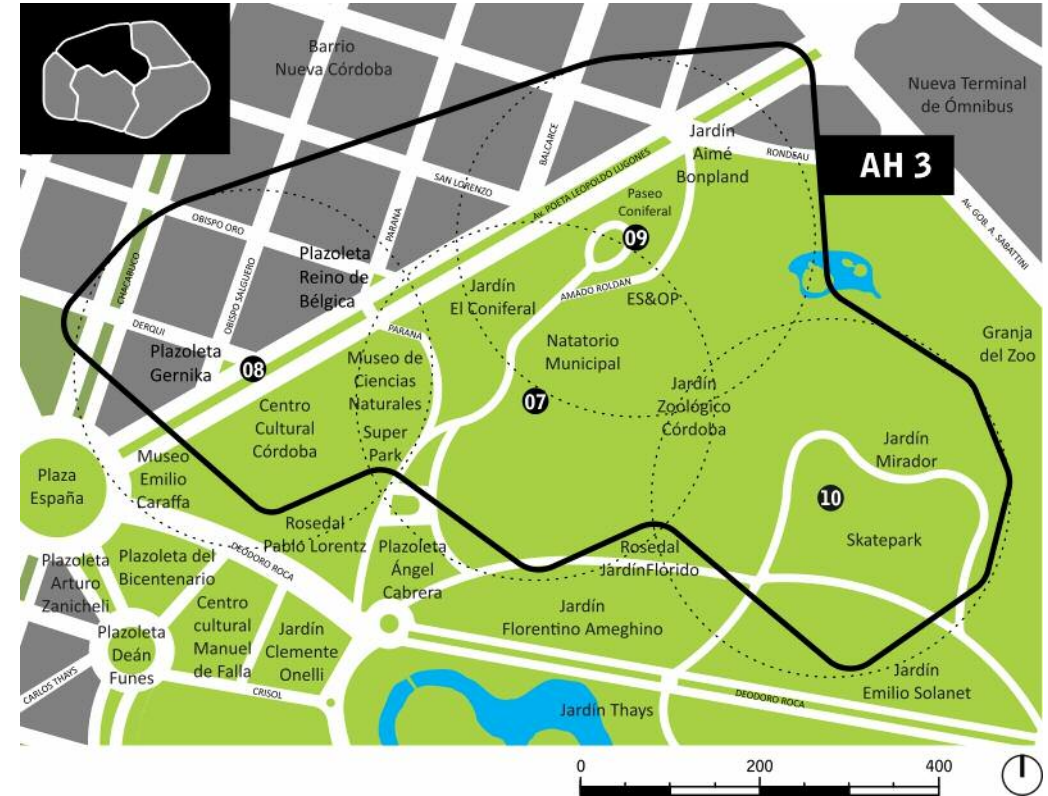 Barrio
Nueva Córdoba
Nueva Terminal
de Ómnibus
AH 3
Jardín
Aimé
Bonpland
RONDEAU
Av. GOB. A. SABATTINI
BALCARCE
SAN LORENZO
Av. POETA LEOPOLDO LUGONES
Paseo
Coniferal
09
OBISPO ORO
PARANA
CHACABUCO
OBISPO SALGUERO
Plazoleta
Reino de
Bélgica
Jardín
El Coniferal
AMADO ROLDAN
ES&OP
DERQUI
PARANA
Plazoleta
Gernika
08
Museo de
Ciencias
Naturales
Natatorio
Municipal
07
Granja
del Zoo
Jardín
Zoológico
Córdoba
Centro
Cultural
Córdoba
Super
Park
Jardín
Mirador
Museo
Emilio
Caraffa
Plaza
España
10
Skatepark
Rosedal
Pabló Lorentz
DEODORO ROCA
Plazoleta
Ángel
Cabrera
Rosedal
JardínFlorido
Plazoleta
Arturo
Zanicheli
Plazoleta del
Bicentenario
Centro
cultural
Manuel
de Falla
Jardín
Clemente
Onelli
Jardín
Florentino Ameghino
Plazoleta
Deán
Funes
CARLOS THAYS
CRISOL
Jardín
Emilio Solanet
DEODORO ROCA
Jardín Thays
0 200 400